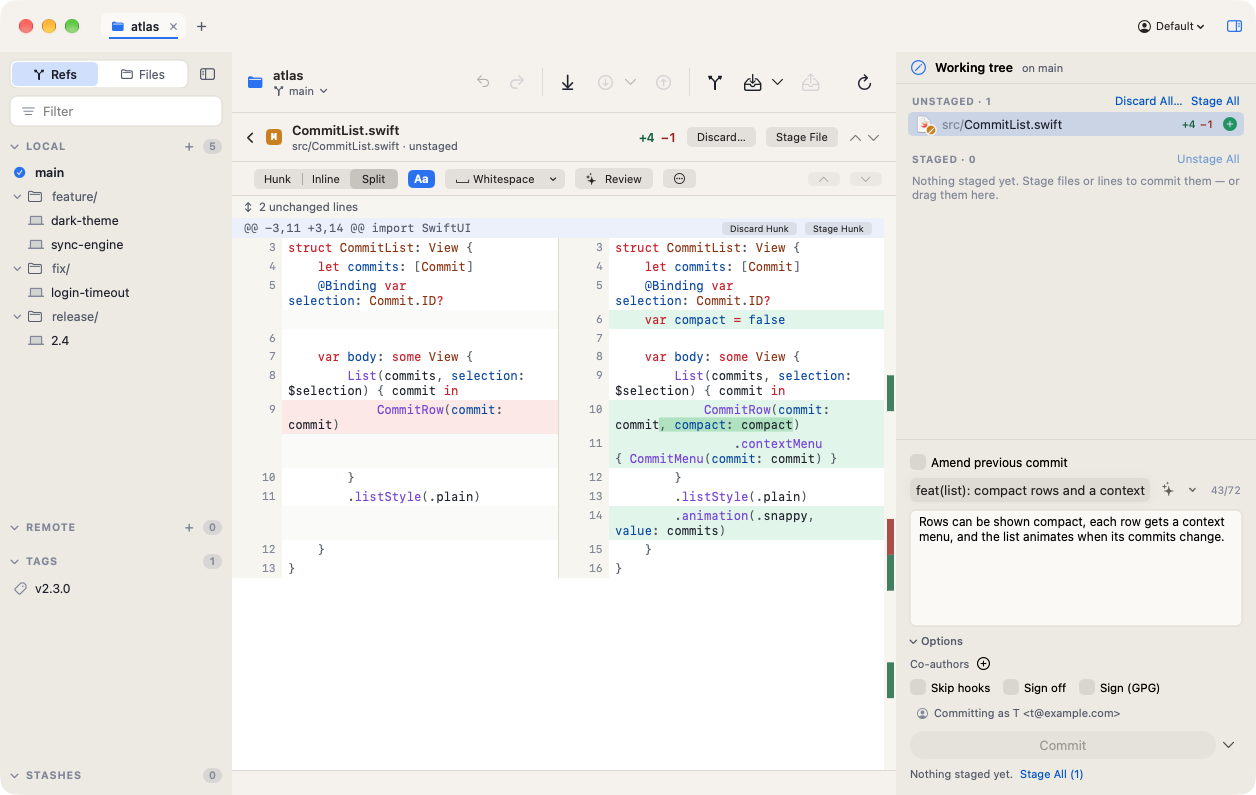 atlas
Default
Refs
Files
Filter
LOCAL 5
main
feature/
dark-theme
sync-engine
fix/
login-timeout
release/
2.4
REMOTE 0
TAGS 1
v2.3.0
STASHES 0
atlas
main
CommitList.swift
src/CommitList.swift · unstaged
+4 −1
Discard...
Stage File
Hunk
Inline
Split
Aa
Whitespace
Review
2 unchanged lines
@@ −3,11 +3,14 @@ import SwiftUI
Discard Hunk
Stage Hunk
3 struct CommitList: View {
4 let commits: [Commit]
5 @Binding var
selection: Commit.ID?
6
7 var body: some View {
8 List(commits, selection:
$selection) { commit in
9 CommitRow(commit:
commit)
10 }
11 .listStyle(.plain)
12 }
13 }
3 struct CommitList: View {
4 let commits: [Commit]
5 @Binding var
selection: Commit.ID?
6 var compact = false
7
8 var body: some View {
9 List(commits, selection:
$selection) { commit in
10 CommitRow(commit:
commit, compact: compact)
11 .contextMenu
{ CommitMenu(commit: commit) }
12 }
13 .listStyle(.plain)
14 .animation(.snappy,
value: commits)
15 }
16 }
Working tree on main
UNSTAGED · 1
Discard All...
Stage All
src/CommitList.swift
+4 −1
STAGED · 0
Unstage All
Nothing staged yet. Stage files or lines to commit them — or
drag them here.
Amend previous commit
feat(list): compact rows and a context
43/72
Rows can be shown compact, each row gets a context
menu, and the list animates when its commits change.
Options
Co-authors
Skip hooks
Sign off
Sign (GPG)
Committing as T <t@example.com>
Commit
Nothing staged yet. Stage All (1)